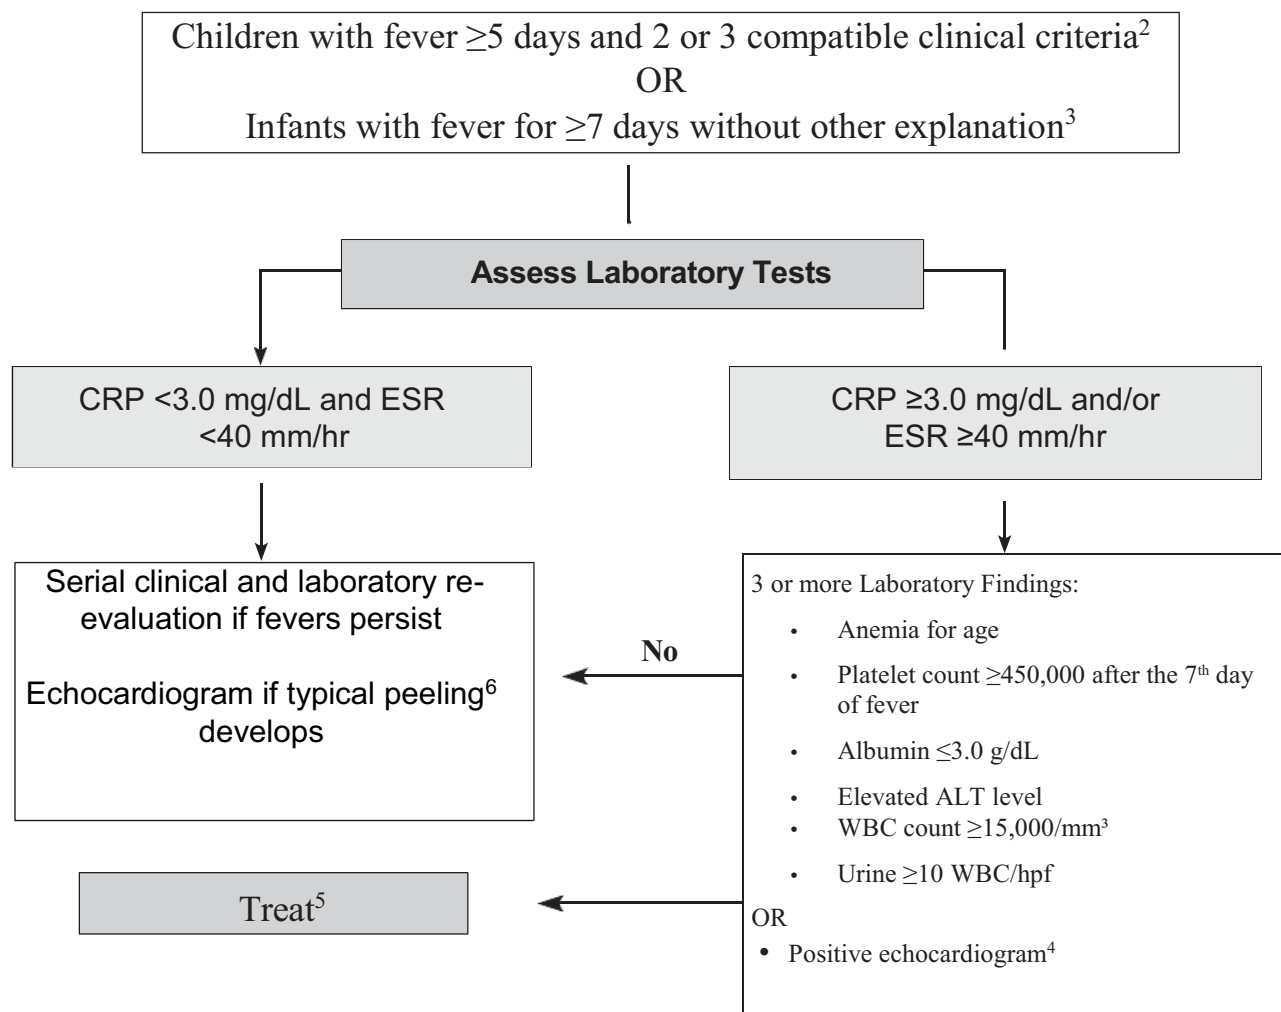 Children with fever ≥5 days and 2 or 3 compatible clinical criteria²
OR
Infants with fever for ≥7 days without other explanation³
Assess Laboratory Tests
CRP <3.0 mg/dL and ESR
<40 mm/hr
CRP ≥3.0 mg/dL and/or
ESR ≥40 mm/hr
Serial clinical and laboratory re-
evaluation if fevers persist
Echocardiogram if typical peeling⁶
develops
No
3 or more Laboratory Findings:
• Anemia for age
• Platelet count ≥450,000 after the 7th day
of fever
• Albumin ≤3.0 g/dL
• Elevated ALT level
• WBC count ≥15,000/mm³
• Urine ≥10 WBC/hpf
OR
• Positive echocardiogram⁴
Treat⁵